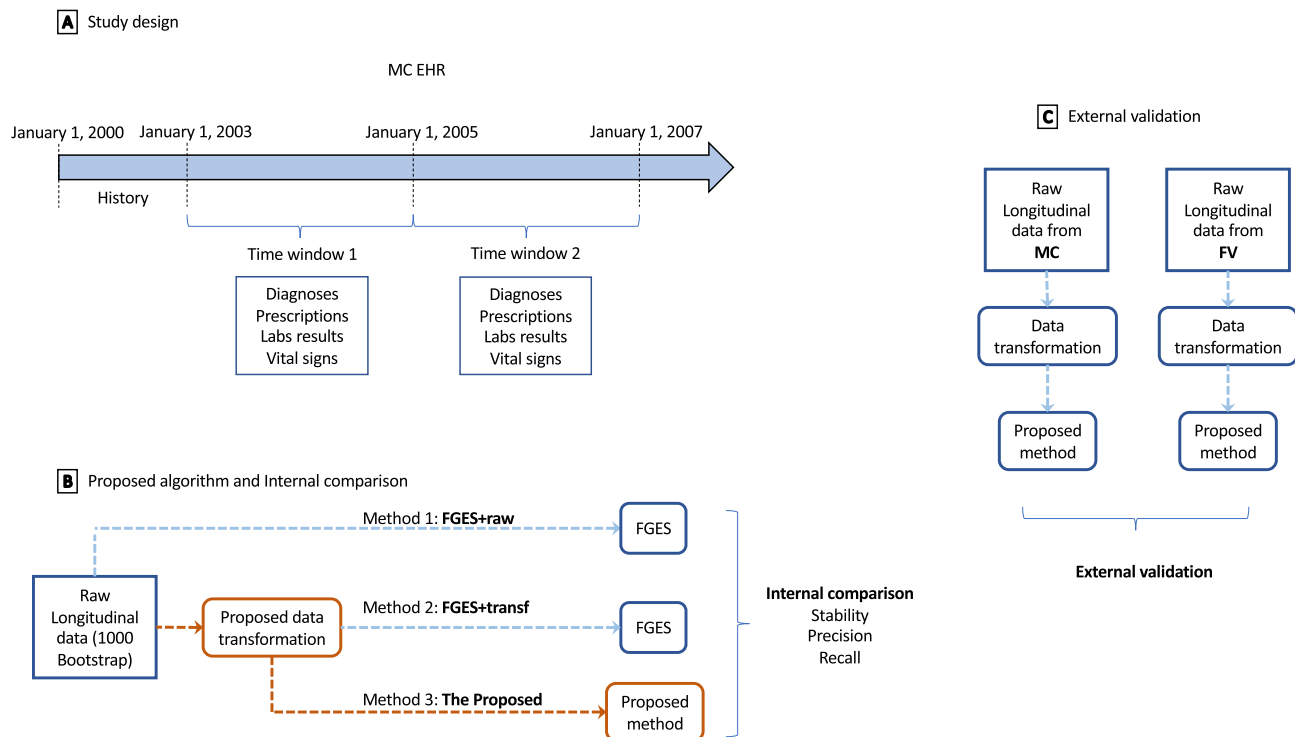 A Study design
MC EHR
January 1, 2000 January 1, 2003 January 1, 2005 January 1, 2007
History
Time window 1
Diagnoses
Prescriptions
Labs results
Vital signs
Time window 2
Diagnoses
Prescriptions
Labs results
Vital signs
B Proposed algorithm and Internal comparison
Raw
Longitudinal
data (1000
Bootstrap)
Method 1: FGES+raw
FGES
Proposed data
transformation
Method 2: FGES+transf
FGES
Method 3: The Proposed
Proposed
method
Internal comparison
Stability
Precision
Recall
C External validation
Raw
Longitudinal
data from
MC
Data
transformation
Proposed
method
Raw
Longitudinal
data from
FV
Data
transformation
Proposed
method
External validation